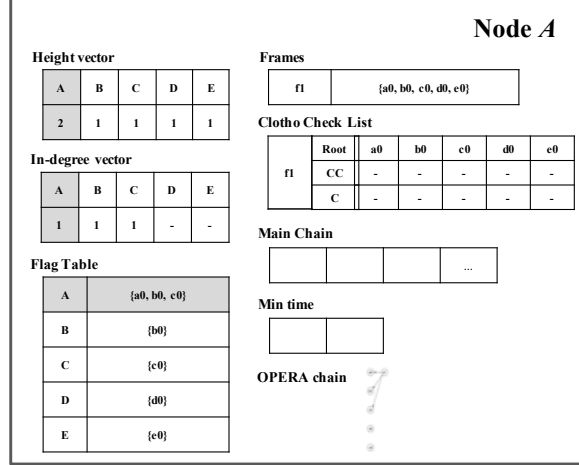 Node A
Height vector
A B C D E
2 1 1 1 1
In-degree vector
A B C D E
1 1 1 - -
Flag Table
A {a0, b0, c0}
B {b0}
C {c0}
D {d0}
E {e0}
Frames
f1 {a0, b0, c0, d0, e0}
Clotho Check List
f1
Root a0 b0 c0 d0 e0
CC - - - - -
C - - - - -
Main Chain
...
Min time
OPERA chain